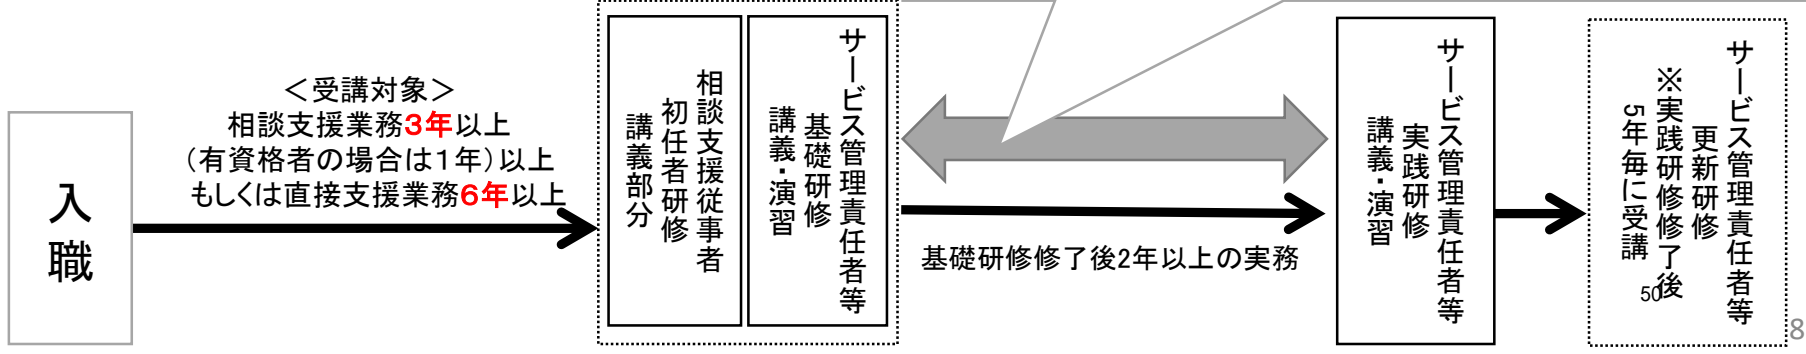 入
職
＜受講対象＞
相談支援業務３年以上
（有資格者の場合は１年）以上
もしくは直接支援業務６年以上
相談支援従事者
初任者研修
講義部分
サービス管理責任者等
基礎研修
講義・演習
基礎研修修了後2年以上の実務
サービス管理責任者等
実践研修
講義・演習
サービス管理責任者等
更新研修
※実践研修修了後
5年毎に受講
50
8